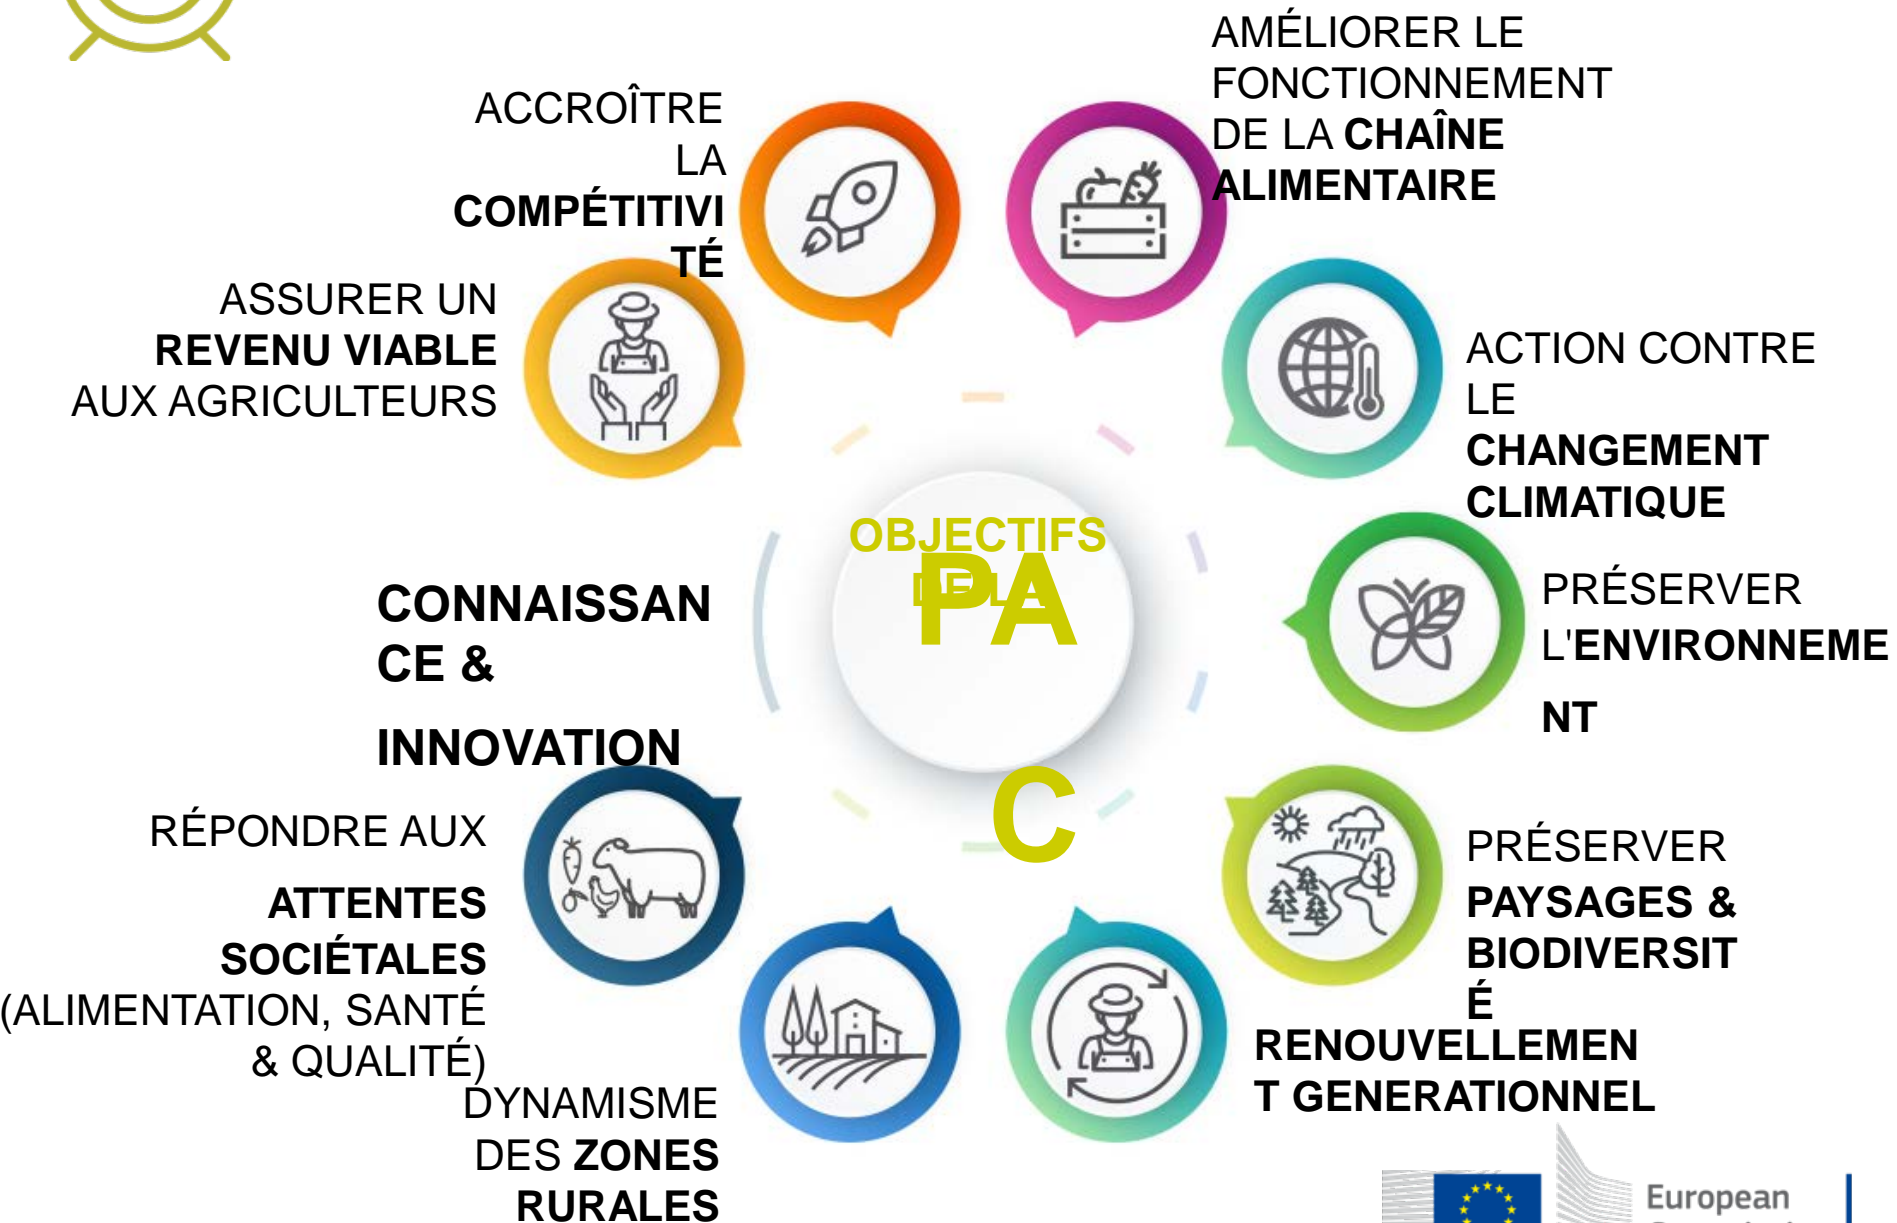 AMÉLIORER LE
FONCTIONNEMENT
DE LA CHAÎNE
ALIMENTAIRE
ACCROÎTRE
LA
COMPÉTITIVI
TÉ
ASSURER UN
REVENU VIABLE
AUX AGRICULTEURS
ACTION CONTRE
LE
CHANGEMENT
CLIMATIQUE
OBJECTIFS
DE LA
PA
C
CONNAISSAN
CE &
INNOVATION
PRÉSERVER
L'ENVIRONNEME
NT
RÉPONDRE AUX
ATTENTES
SOCIÉTALES
(ALIMENTATION, SANTÉ
& QUALITÉ)
PRÉSERVER
PAYSAGES &
BIODIVERSIT
É
RENOUVELLEMEN
T GENERATIONNEL
DYNAMISME
DES ZONES
RURALES
European